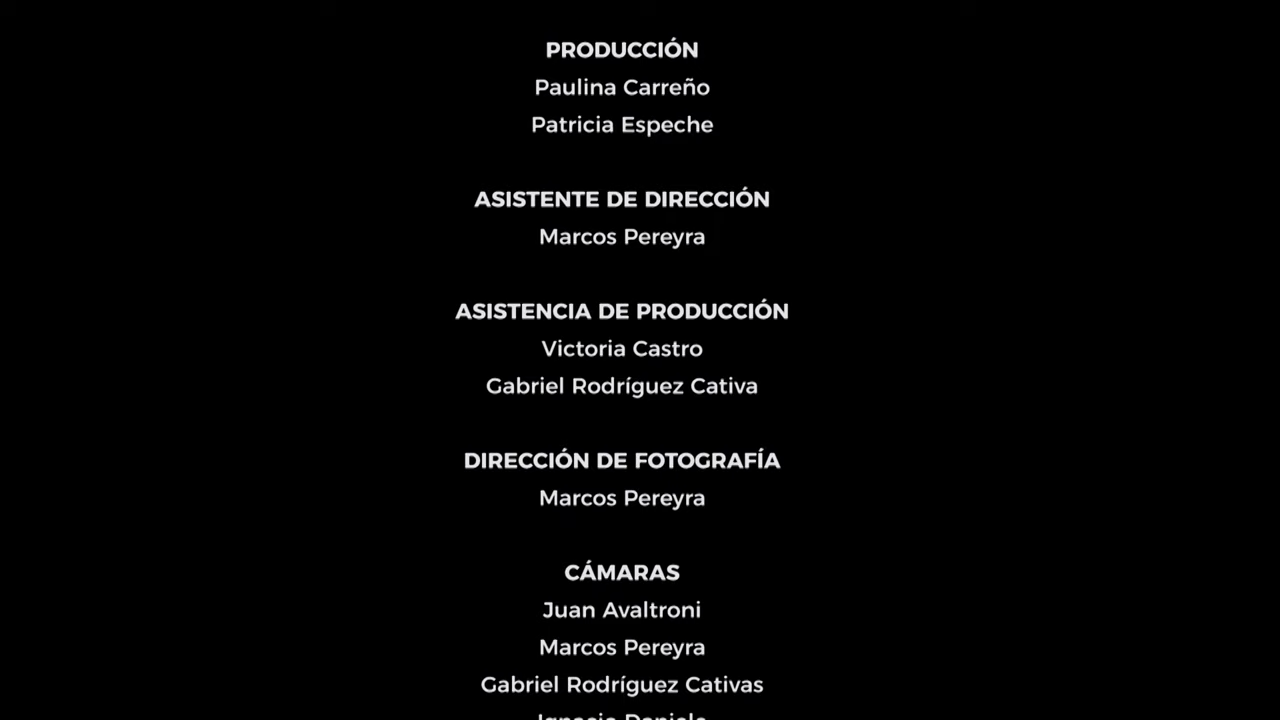 PRODUCCIÓN
Paulina Carreño
Patricia Espeche
ASISTENTE DE DIRECCIÓN
Marcos Pereyra
ASISTENCIA DE PRODUCCIÓN
Victoria Castro
Gabriel Rodríguez Cativa
DIRECCIÓN DE FOTOGRAFÍA
Marcos Pereyra
CÁMARAS
Juan Avaltroni
Marcos Pereyra
Gabriel Rodríguez Cativas